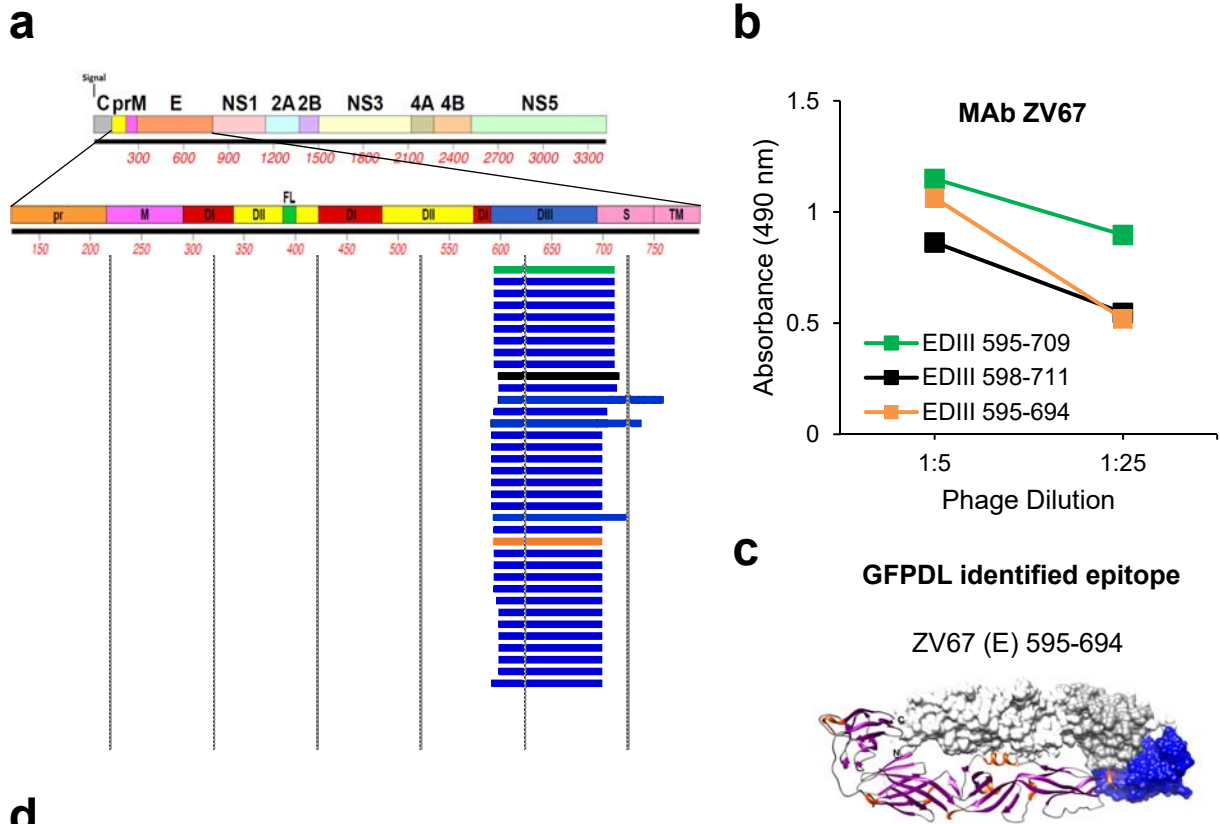 a
Signal
C prM E NS1 2A 2B NS3 4A 4B NS5
300 600 900 1200 1500 1800 2100 2400 2700 3000 3300
FL
pr M DI DII DI DII DI DIII S TM
150 200 250 300 350 400 450 500 550 600 650 700 750
b
MAb ZV67
1.5
1
0.5
0
Absorbance (490 nm)
EDIII 595-709
EDIII 598-711
EDIII 595-694
1:5 1:25
Phage Dilution
c
GFPDL identified epitope
ZV67 (E) 595-694
C
N
d